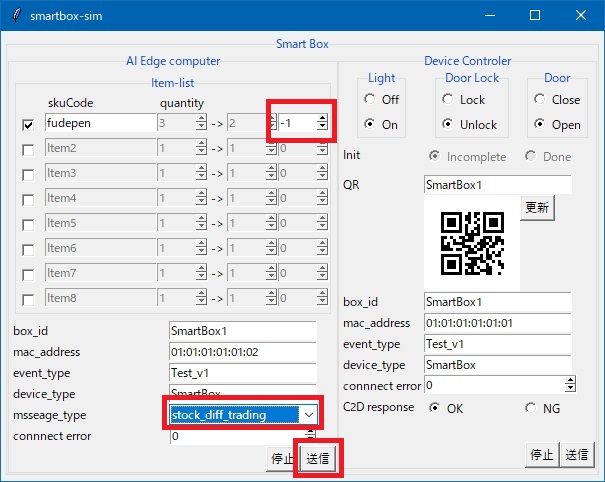 smartbox-sim
Smart Box
AI Edge computer
Item-list
skuCode quantity
fudepen 3 -> 2 -1
Item2 1 -> 1 0
Item3 1 -> 1 0
Item4 1 -> 1 0
Item5 1 -> 1 0
Item6 1 -> 1 0
Item7 1 -> 1 0
Item8 1 -> 1 0
box_id SmartBox1
mac_address 01:01:01:01:01:02
event_type Test_v1
device_type SmartBox
msseage_type stock_diff_trading
connnect error 0
停止 送信
Device Controler
Light Door Lock Door
Off Lock Close
On Unlock Open
Init Incomplete Done
QR SmartBox1
更新
box_id SmartBox1
mac_address 01:01:01:01:01:01
event_type Test_v1
device_type SmartBox
connnect error 0
C2D response OK NG
停止 送信